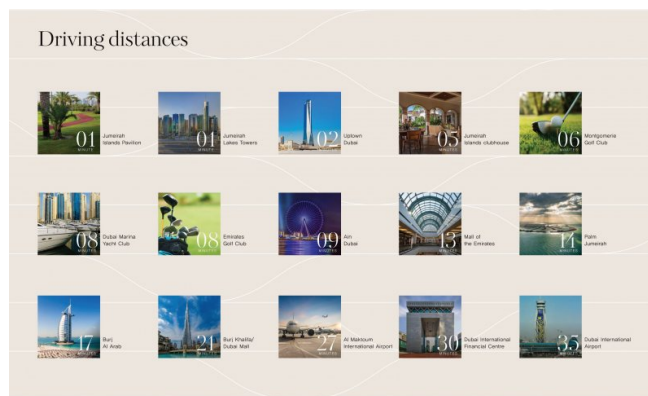 Driving distances
01
MINUTE
Jumeirah
Islands Pavilion
01
MINUTE
Jumeirah
Lakes Towers
02
MINUTES
Uptown
Dubai
05
MINUTES
Jumeirah
Islands clubhouse
06
MINUTES
Montgomerie
Golf Club
08
MINUTES
Dubai Marina
Yacht Club
08
MINUTES
Emirates
Golf Club
09
MINUTES
Ain
Dubai
13
MINUTES
Mall of
the Emirates
14
MINUTES
Palm
Jumeirah
17
MINUTES
Burj
Al Arab
21
MINUTES
Burj Khalifa/
Dubai Mall
27
MINUTES
Al Maktoum
International Airport
30
MINUTES
Dubai International
Financial Centre
35
MINUTES
Dubai International
Airport